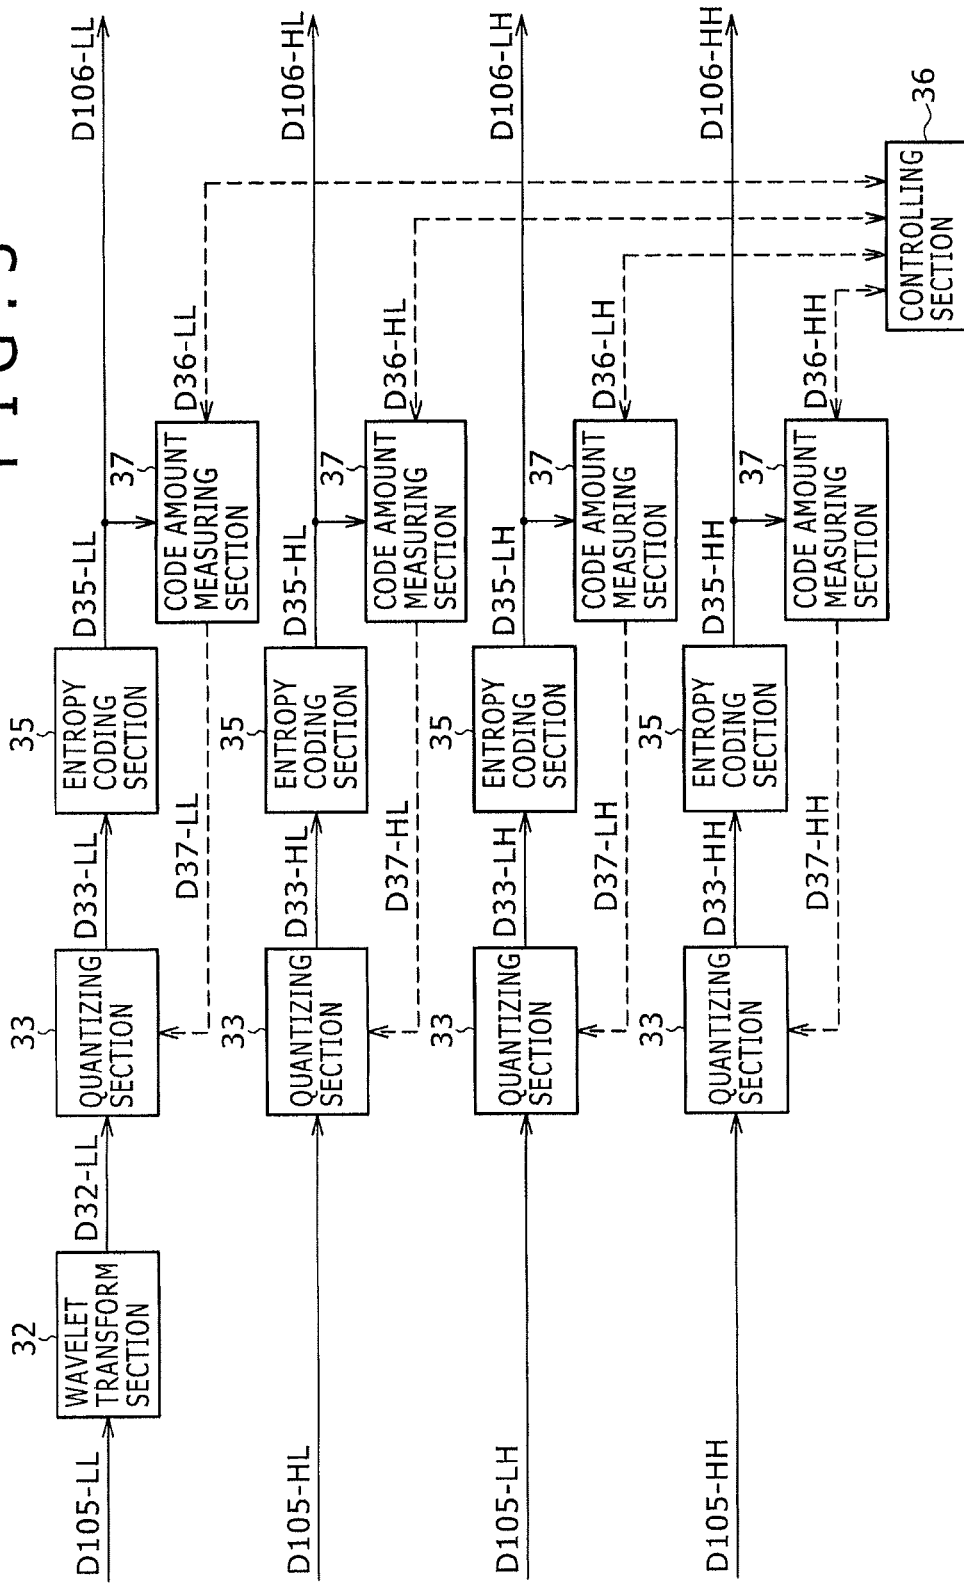 D105-LL
32
WAVELET
TRANSFORM
SECTION
D32-LL
33
QUANTIZING
SECTION
D33-LL
35
ENTROPY
CODING
SECTION
D35-LL
D106-LL
37
CODE AMOUNT
MEASURING
SECTION
D36-LL
D37-LL
D105-HL
33
QUANTIZING
SECTION
D33-HL
35
ENTROPY
CODING
SECTION
D35-HL
D106-HL
37
CODE AMOUNT
MEASURING
SECTION
D36-HL
D37-HL
D105-LH
33
QUANTIZING
SECTION
D33-LH
35
ENTROPY
CODING
SECTION
D35-LH
D106-LH
37
CODE AMOUNT
MEASURING
SECTION
D36-LH
D37-LH
D105-HH
33
QUANTIZING
SECTION
D33-HH
35
ENTROPY
CODING
SECTION
D35-HH
D106-HH
37
CODE AMOUNT
MEASURING
SECTION
D36-HH
D37-HH
CONTROLLING
SECTION
36